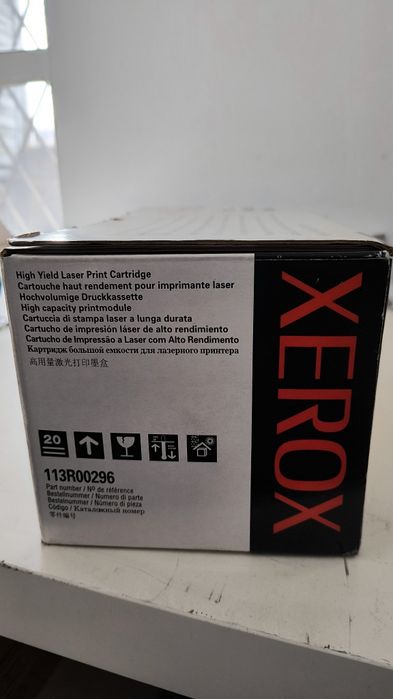 High Yield Laser Print Cartridge
Cartouche haut rendement pour imprimante laser
Hochvolumige Druckkassette
High capacity printmodule
Cartuccia di stampa laser a lunga durata
Cartucho de impresión láser de alto rendimiento
Cartucho de Impressão a Laser com Alto Rendimento
Картридж большой емкости для лазерного принтера
高用量激光打印墨盒
20
113R00296
Part number / Nº de référence
Bestelnummer / Numero di parte
Bestelnummer / Número de pieza
Código / Каталожный номер
零件编号
XEROX